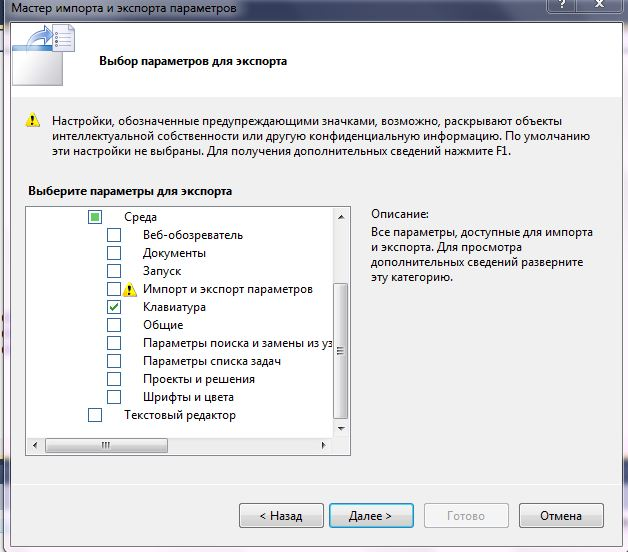 Мастер импорта и экспорта параметров
Выбор параметров для экспорта
Настройки, обозначенные предупреждающими значками, возможно, раскрывают объекты
интеллектуальной собственности или другую конфиденциальную информацию. По умолчанию
эти настройки не выбраны. Для получения дополнительных сведений нажмите F1.
Выберите параметры для экспорта
Среда
Веб-обозреватель
Документы
Запуск
Импорт и экспорт параметров
Клавиатура
Общие
Параметры поиска и замены из уз
Параметры списка задач
Проекты и решения
Шрифты и цвета
Текстовый редактор
Описание:
Все параметры, доступные для импорта
и экспорта. Для просмотра
дополнительных сведений разверните
эту категорию.
< Назад
Далее >
Готово
Отмена